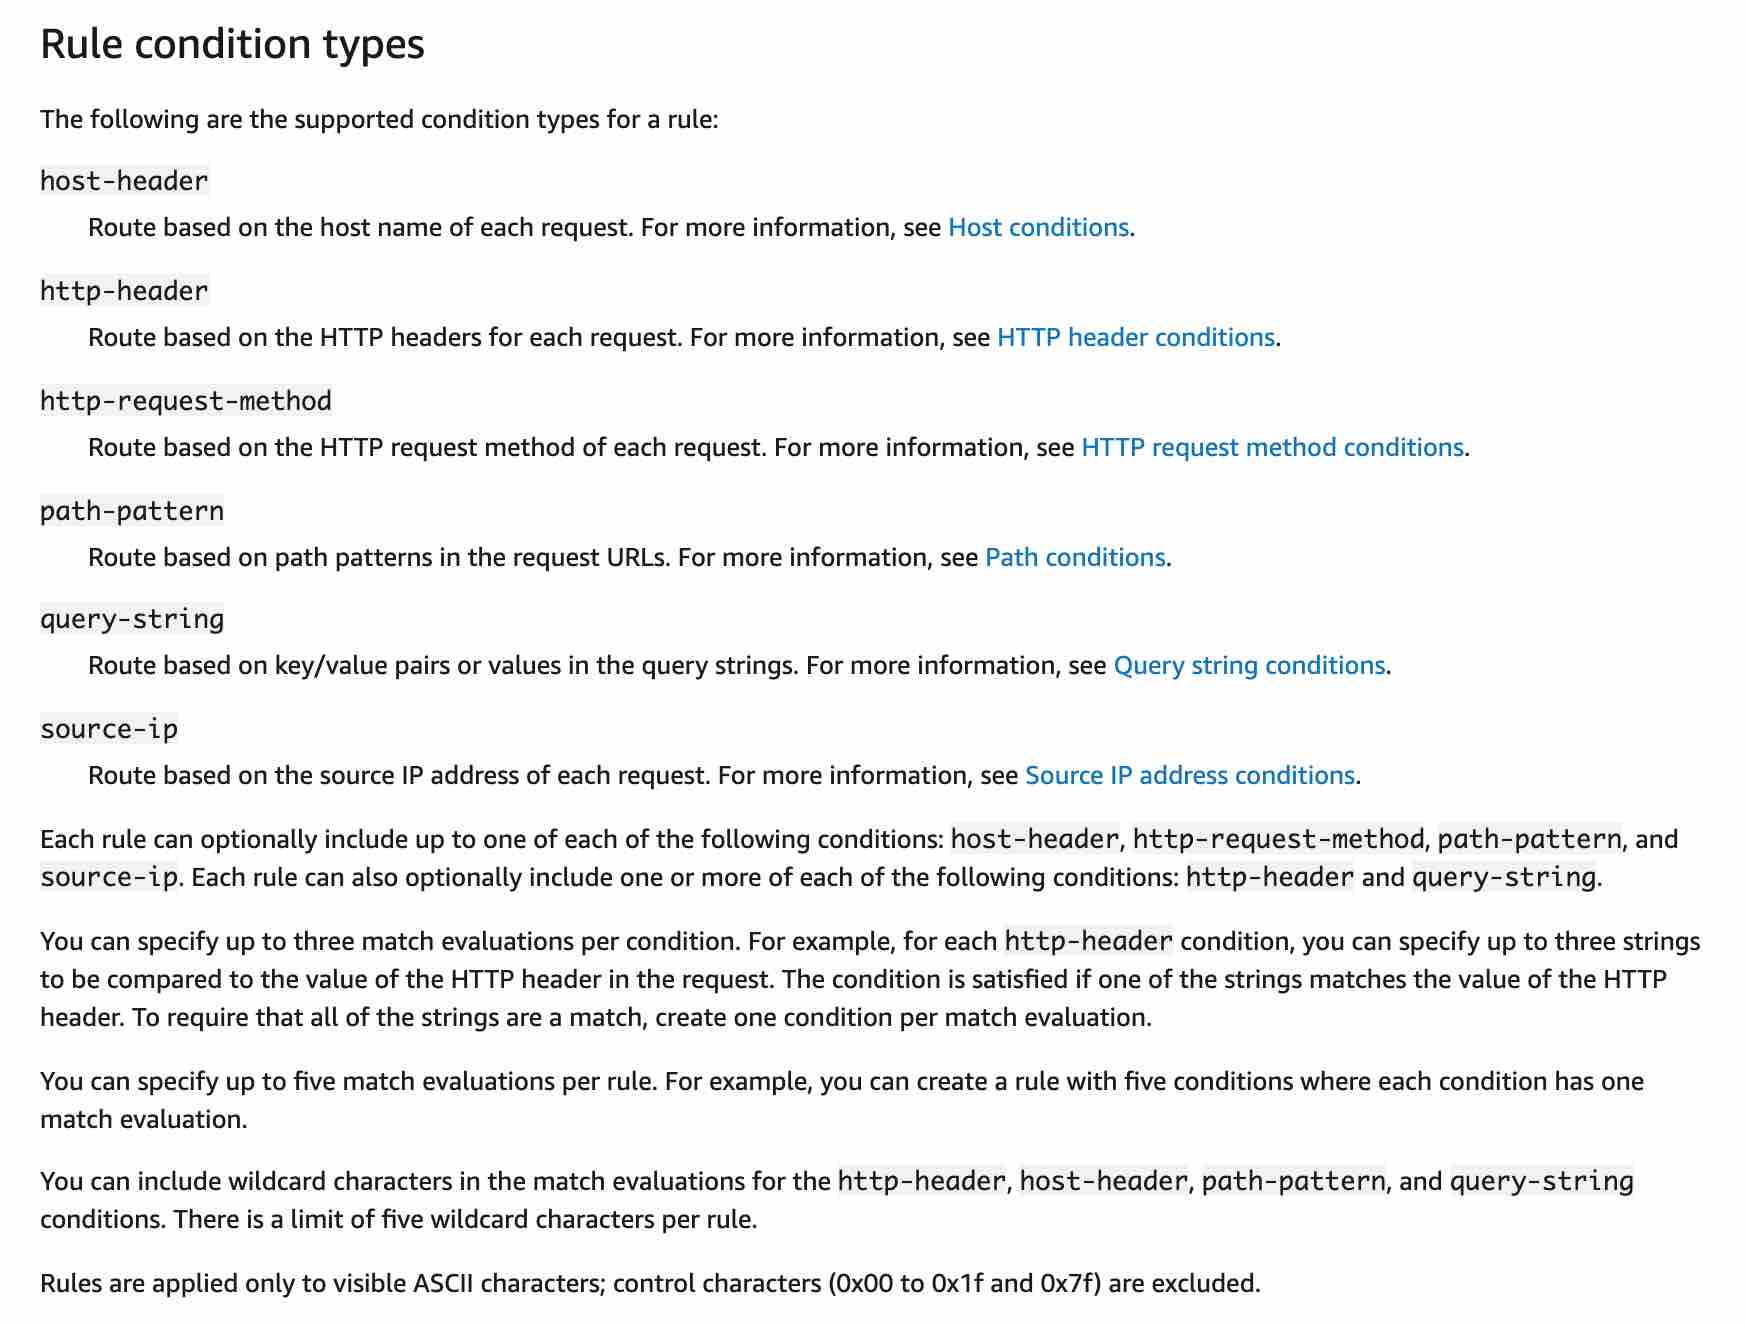 Rule condition types
The following are the supported condition types for a rule:
host-header
Route based on the host name of each request. For more information, see Host conditions.
http-header
Route based on the HTTP headers for each request. For more information, see HTTP header conditions.
http-request-method
Route based on the HTTP request method of each request. For more information, see HTTP request method conditions.
path-pattern
Route based on path patterns in the request URLs. For more information, see Path conditions.
query-string
Route based on key/value pairs or values in the query strings. For more information, see Query string conditions.
source-ip
Route based on the source IP address of each request. For more information, see Source IP address conditions.
Each rule can optionally include up to one of each of the following conditions: host-header, http-request-method, path-pattern, and
source-ip. Each rule can also optionally include one or more of each of the following conditions: http-header and query-string.
You can specify up to three match evaluations per condition. For example, for each http-header condition, you can specify up to three strings
to be compared to the value of the HTTP header in the request. The condition is satisfied if one of the strings matches the value of the HTTP
header. To require that all of the strings are a match, create one condition per match evaluation.
You can specify up to five match evaluations per rule. For example, you can create a rule with five conditions where each condition has one
match evaluation.
You can include wildcard characters in the match evaluations for the http-header, host-header, path-pattern, and query-string
conditions. There is a limit of five wildcard characters per rule.
Rules are applied only to visible ASCII characters; control characters (0x00 to 0x1f and 0x7f) are excluded.